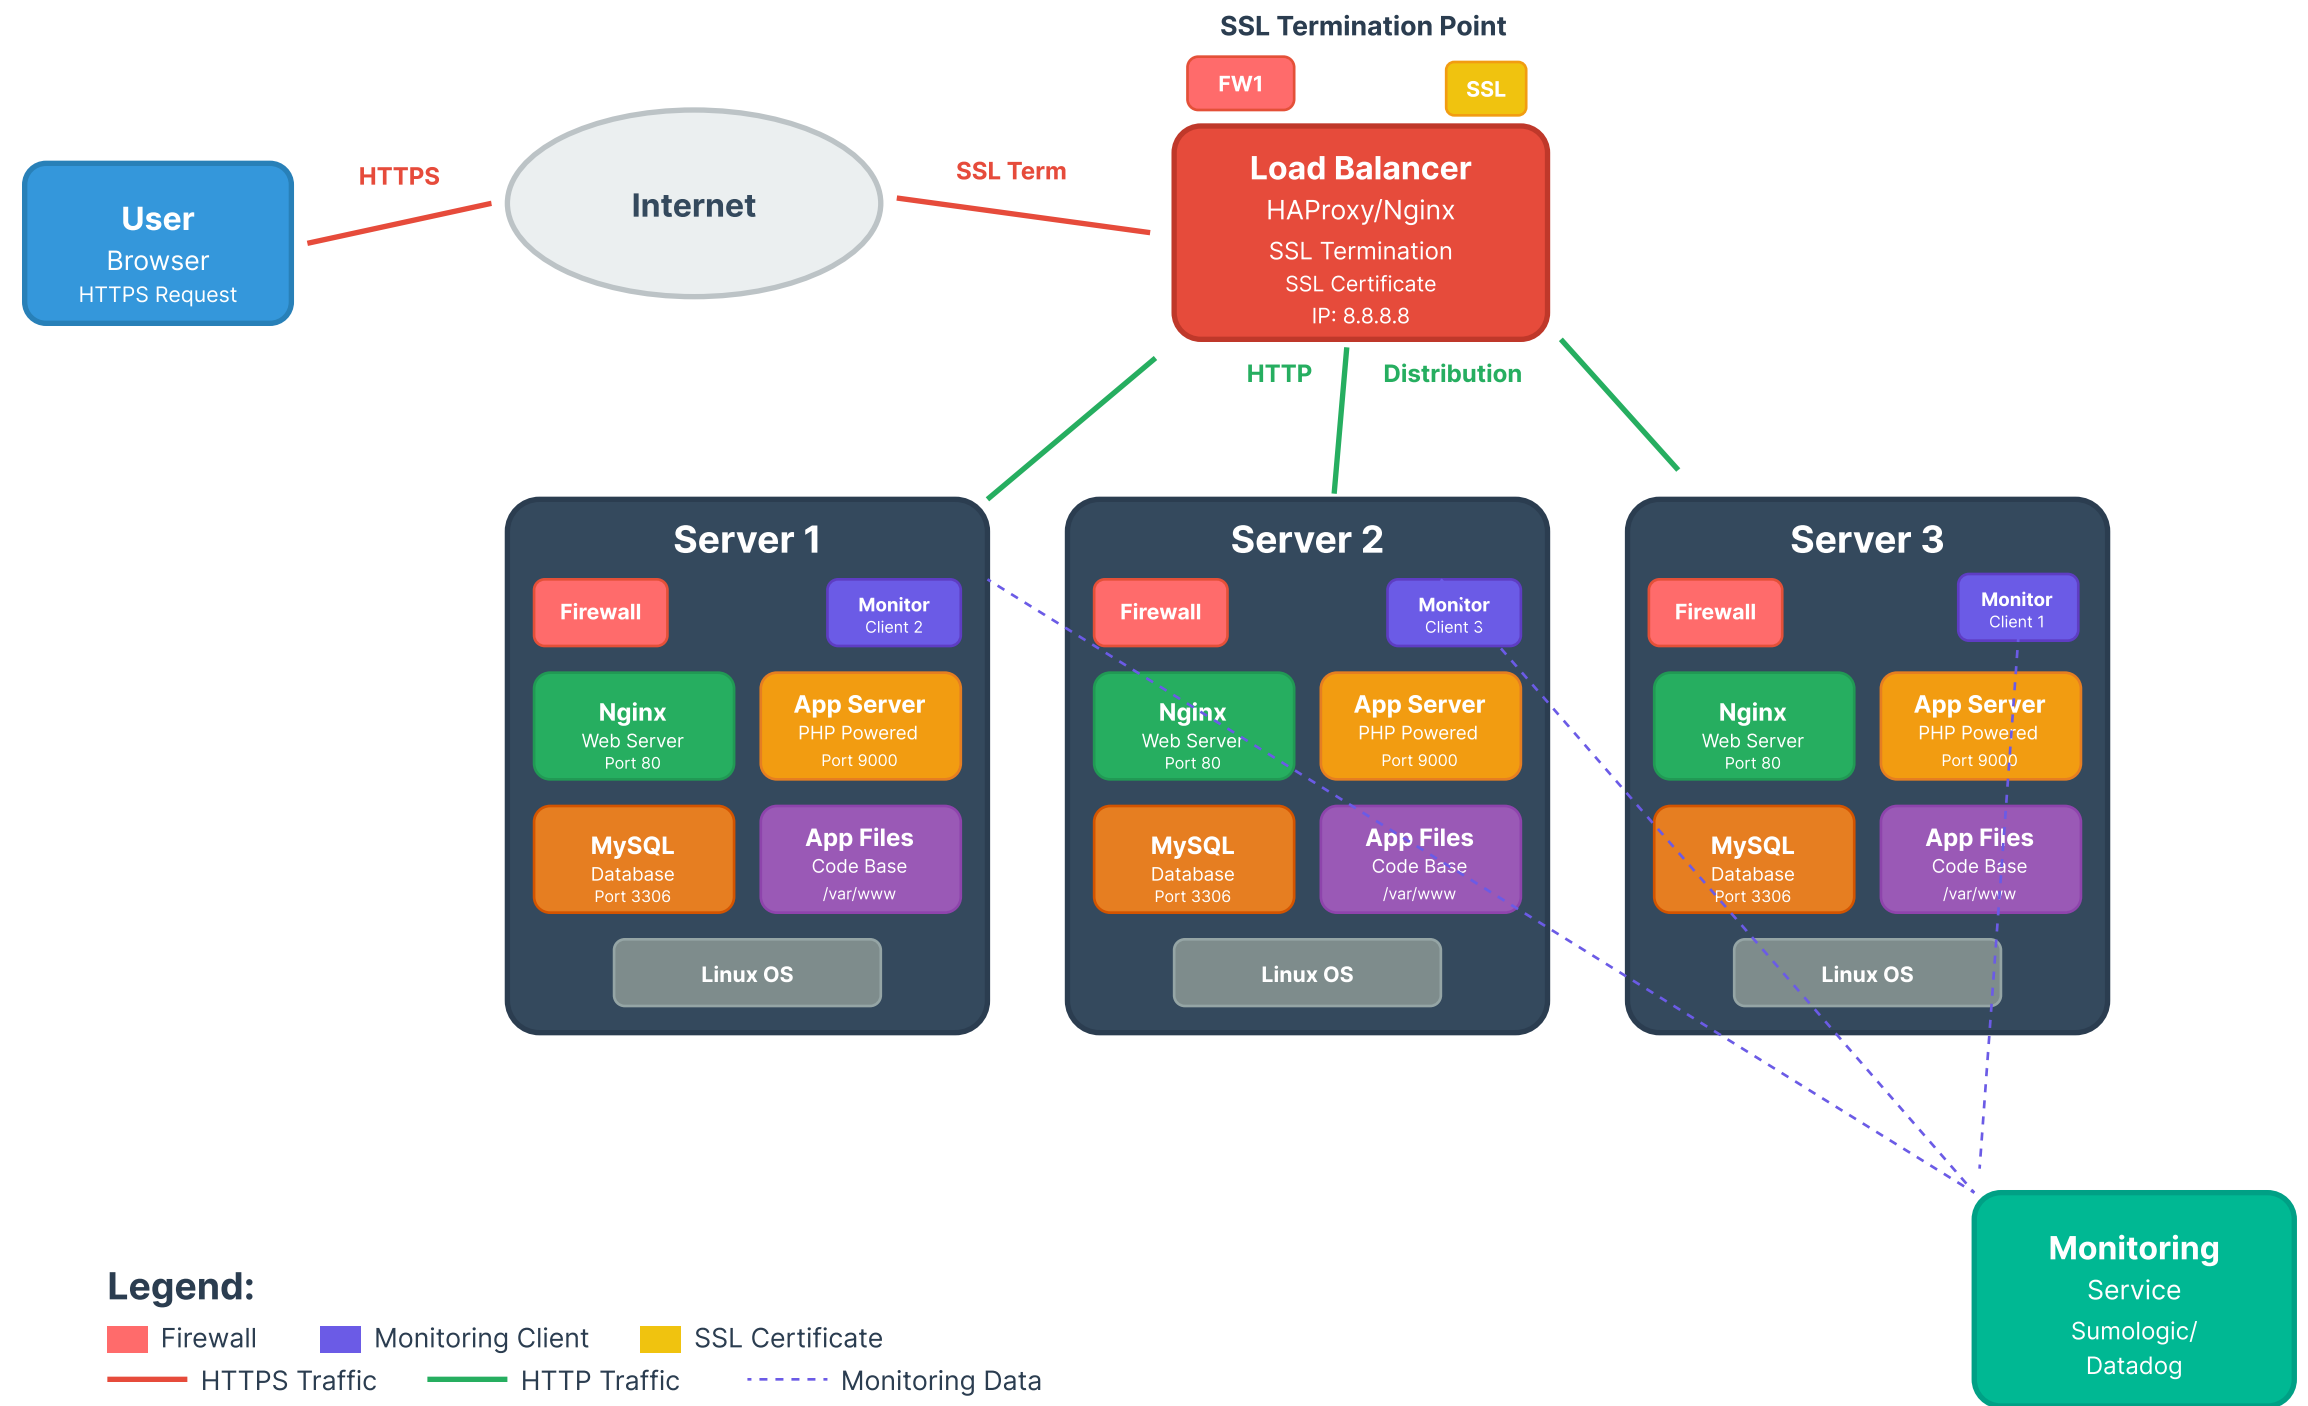 SSL Termination Point
FW1
SSL
User
Browser
HTTPS Request
HTTPS
Internet
SSL Term
Load Balancer
HAProxy/Nginx
SSL Termination
SSL Certificate
IP: 8.8.8.8
HTTP
Distribution
Server 1
Firewall
Monitor
Client 2
Nginx
Web Server
Port 80
App Server
PHP Powered
Port 9000
MySQL
Database
Port 3306
App Files
Code Base
/var/www
Linux OS
Server 2
Firewall
Monitor
Client 3
Nginx
Web Server
Port 80
App Server
PHP Powered
Port 9000
MySQL
Database
Port 3306
App Files
Code Base
/var/www
Linux OS
Server 3
Firewall
Monitor
Client 1
Nginx
Web Server
Port 80
App Server
PHP Powered
Port 9000
MySQL
Database
Port 3306
App Files
Code Base
/var/www
Linux OS
Monitoring
Service
Sumologic/
Datadog
Legend:
Firewall
Monitoring Client
SSL Certificate
HTTPS Traffic
HTTP Traffic
Monitoring Data